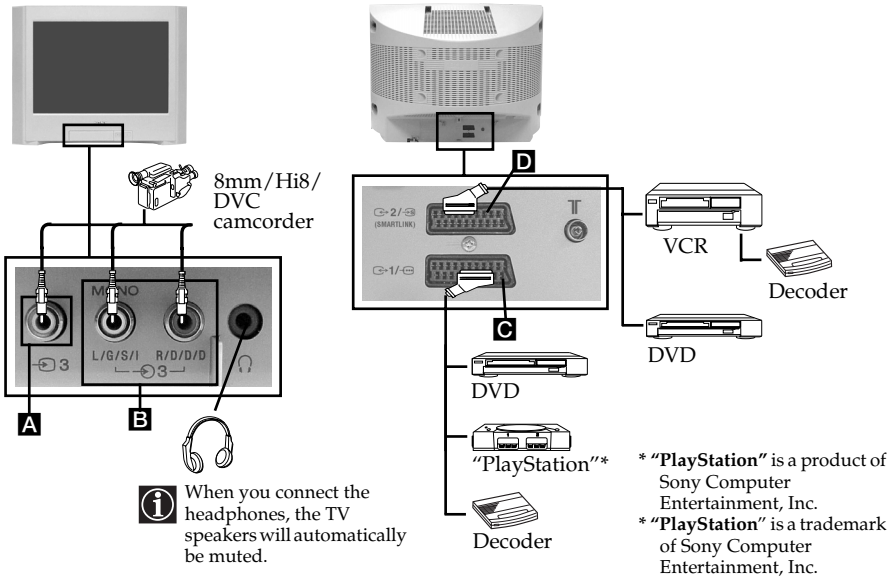 8mm/Hi8/
DVC
camcorder
MONO
L/G/S/I R/D/D/D
3 3
A
B
When you connect the
headphones, the TV
speakers will automatically
be muted.
D
2/
(SMARTLINK)
1/
C
VCR
Decoder
DVD
DVD
“PlayStation”*
Decoder
* “PlayStation” is a product of
Sony Computer
Entertainment, Inc.
* “PlayStation” is a trademark
of Sony Computer
Entertainment, Inc.